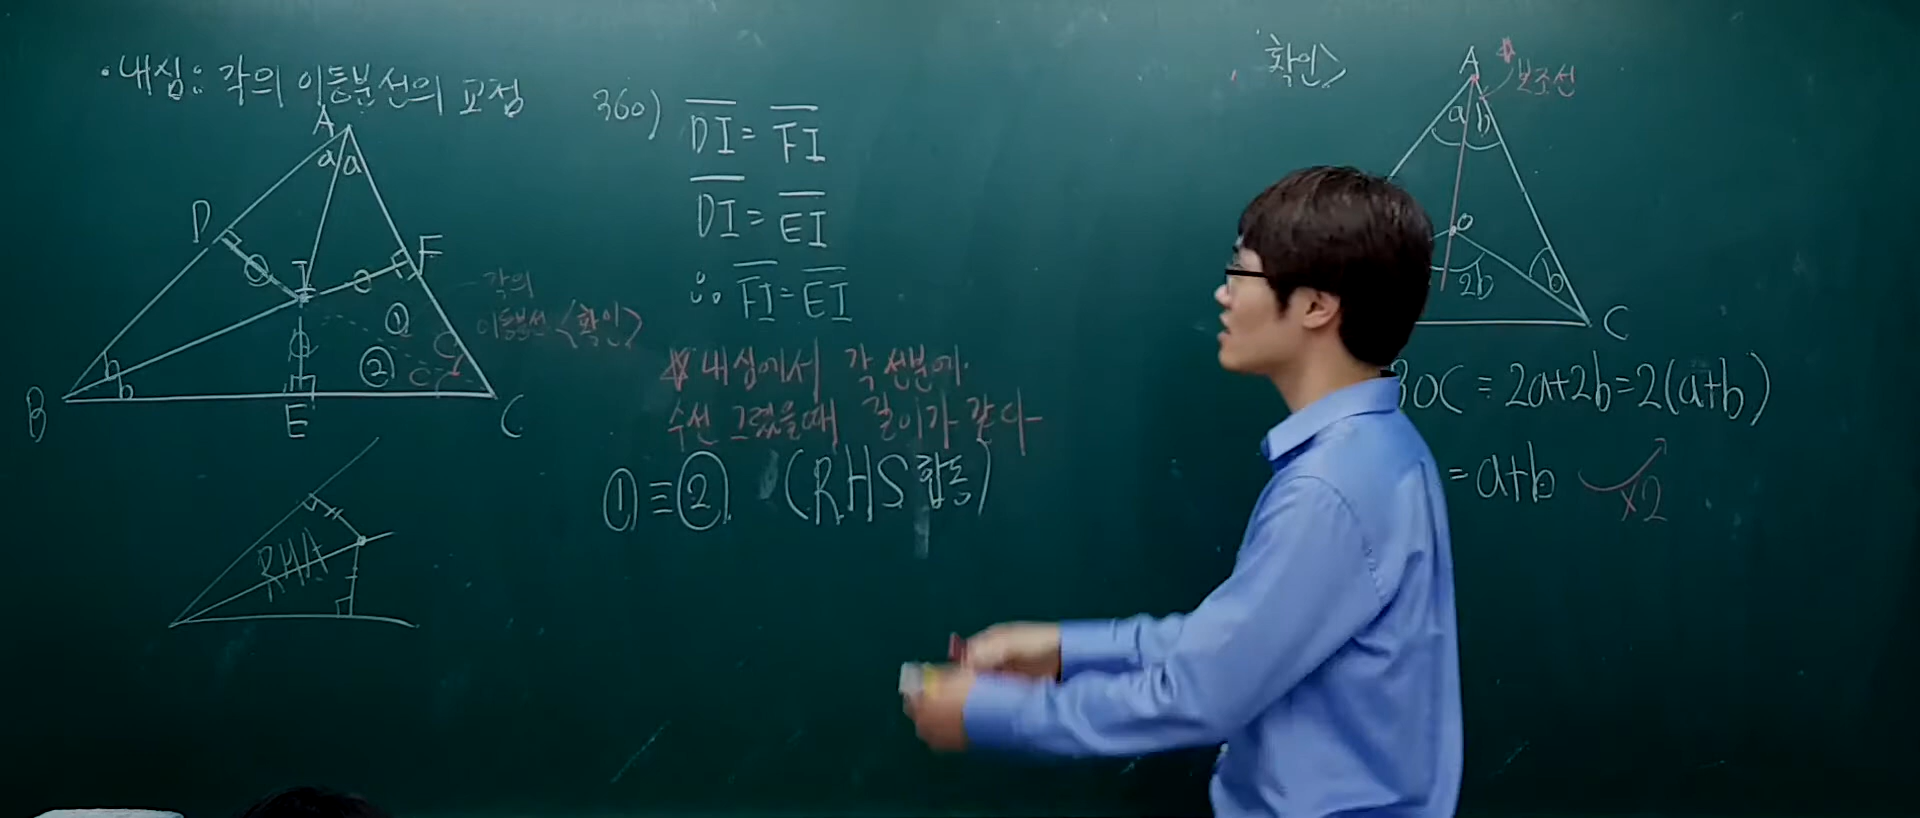 ·내심: 각의 이등분선의 교점
A
a a
D
F
I
각의
이등분선 <확인>
①
②
b
b
B
E
C
RHA
360) DI = FI
DI = EI
∴ FI = EI
내심에서 각 선분에
수선 그렸을때 길이가 같다
① ≡ ② (RHS 합동)
확인>
A
보조선
a b
O
2b
b
C
BOC = 2a+2b=2(a+b)
= a+b
×2